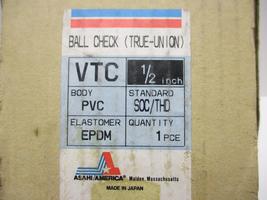 BALL CHECK (TRUE-UNION)
VTC 1/2 inch
BODY STANDARD
PVC SOC/THD
ELASTOMER QUANTITY
EPDM 1 PCE
ASAHI/AMERICA Malden, Massachusetts
MADE IN JAPAN